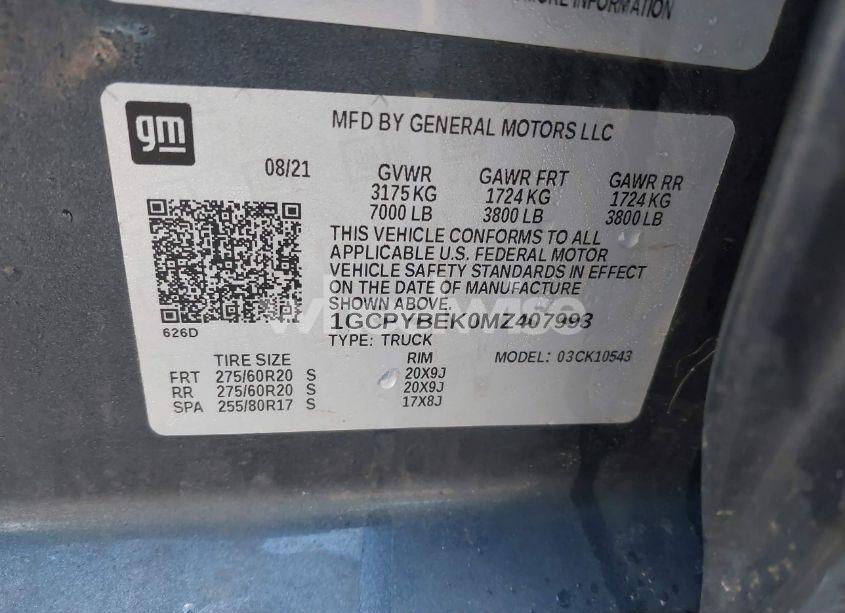 MORE INFORMATION
gm
MFD BY GENERAL MOTORS LLC
08/21 GVWR GAWR FRT GAWR RR
3175 KG 1724 KG 1724 KG
7000 LB 3800 LB 3800 LB
THIS VEHICLE CONFORMS TO ALL
APPLICABLE U.S. FEDERAL MOTOR
VEHICLE SAFETY STANDARDS IN EFFECT
ON THE DATE OF MANUFACTURE
SHOWN ABOVE.
1GCPYBEK0MZ407993
626D
TYPE: TRUCK
TIRE SIZE RIM MODEL: 03CK10543
FRT 275/60R20 S 20X9J
RR 275/60R20 S 20X9J
SPA 255/80R17 S 17X8J